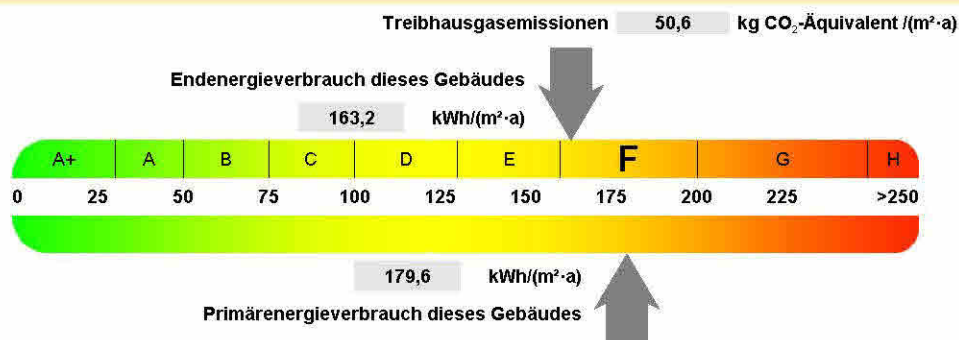 Treibhausgasemissionen 50,6 kg CO₂-Äquivalent /(m²·a)
Endenergieverbrauch dieses Gebäudes
163,2 kWh/(m²·a)
A+ A B C D E F G H
0 25 50 75 100 125 150 175 200 225 >250
179,6 kWh/(m²·a)
Primärenergieverbrauch dieses Gebäudes